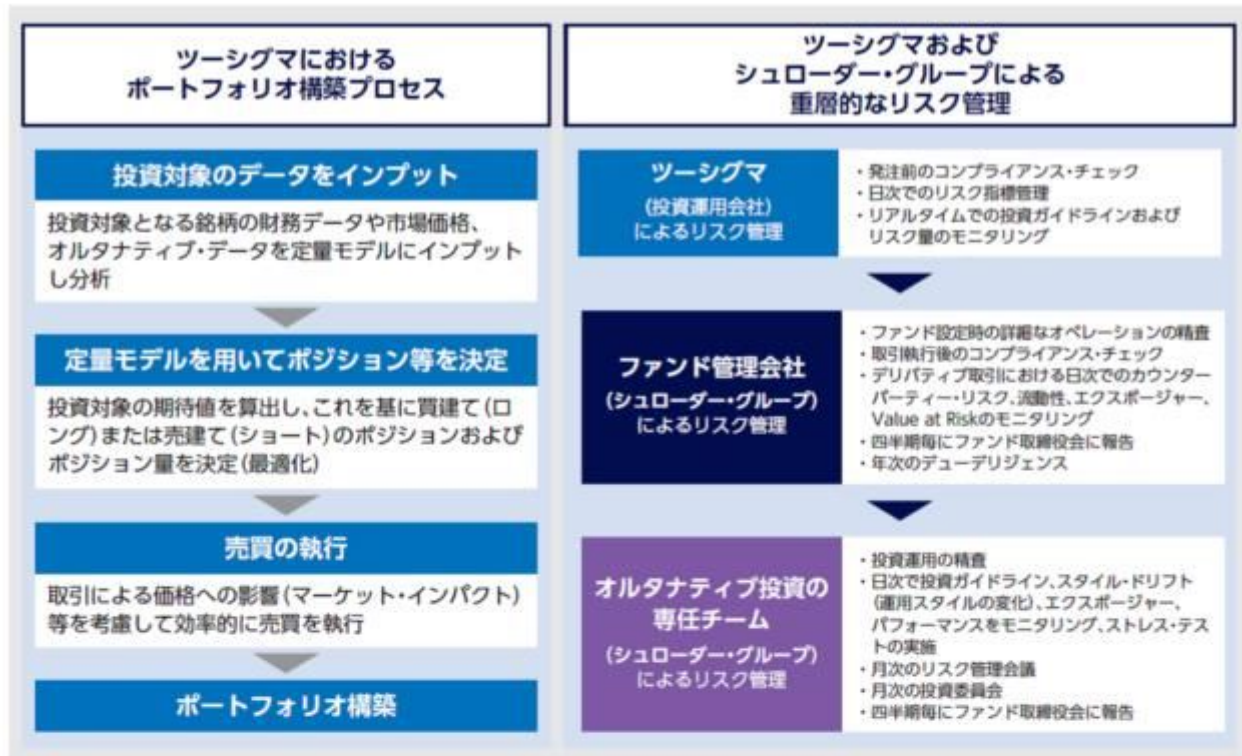 ツーシグマにおける
ポートフォリオ構築プロセス
投資対象のデータをインプット
投資対象となる銘柄の財務データや市場価格、
オルタナティブ・データを定量モデルにインプット
し分析
定量モデルを用いてポジション等を決定
投資対象の期待値を算出し、これを基に買建て(ロ
ング)または売建て(ショート)のポジションおよび
ポジション量を決定(最適化)
売買の執行
取引による価格への影響(マーケット・インパクト)
等を考慮して効率的に売買を執行
ポートフォリオ構築
ツーシグマおよび
シュローダー・グループによる
重層的なリスク管理
ツーシグマ
(投資運用会社)
によるリスク管理
・発注前のコンプライアンス・チェック
・日次でのリスク指標管理
・リアルタイムでの投資ガイドラインおよび
リスク量のモニタリング
ファンド管理会社
(シュローダー・グループ)
によるリスク管理
・ファンド設定時の詳細なオペレーションの精査
・取引執行後のコンプライアンス・チェック
・デリバティブ取引における日次でのカウンター
パーティー・リスク、流動性、エクスポージャー、
Value at Riskのモニタリング
・四半期毎にファンド取締役会に報告
・年次のデューデリジェンス
オルタナティブ投資の
専任チーム
(シュローダー・グループ)
によるリスク管理
・投資運用の精査
・日次で投資ガイドライン、スタイル・ドリフト
(運用スタイルの変化)、エクスポージャー、
パフォーマンスをモニタリング、ストレス・テス
トの実施
・月次のリスク管理会議
・月次の投資委員会
・四半期毎にファンド取締役会に報告